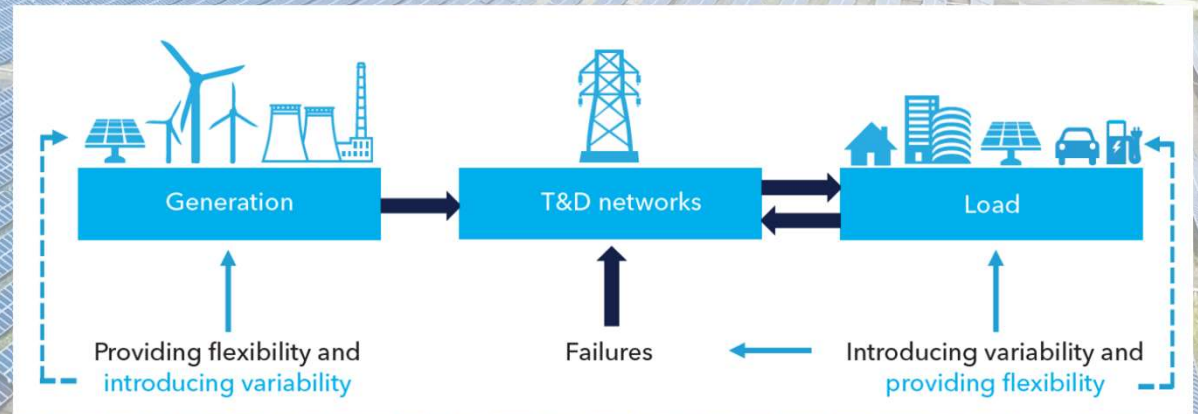 Generation
T&D networks
Load
Providing flexibility and
introducing variability
Failures
Introducing variability and
providing flexibility